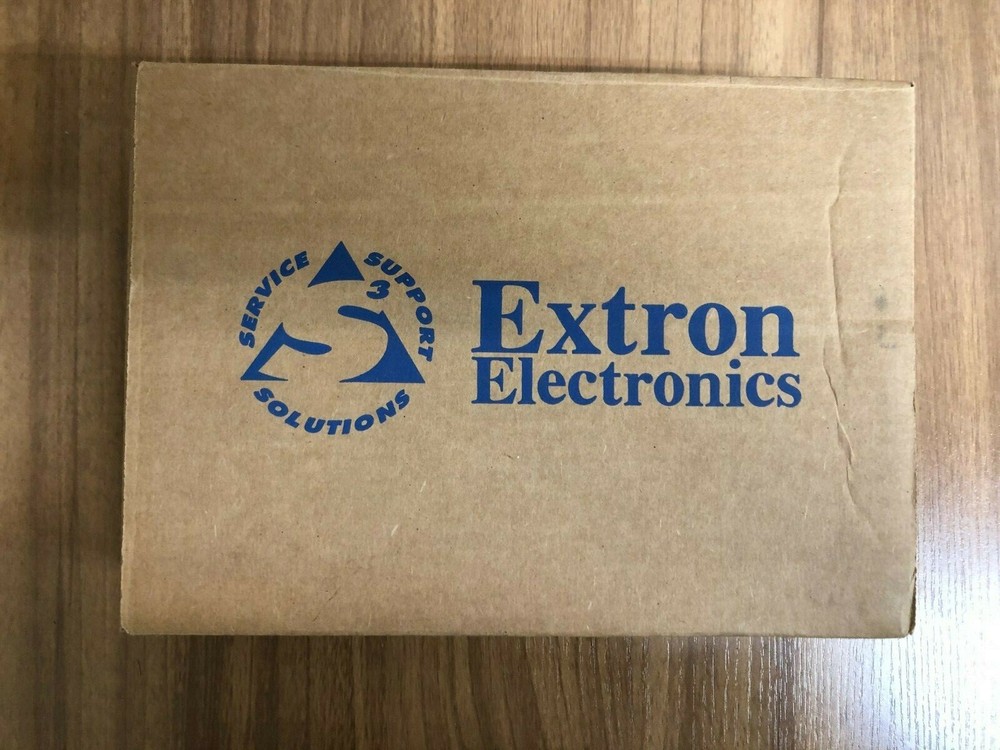 SERVICE
SUPPORT
3
SOLUTIONS
Extron
Electronics